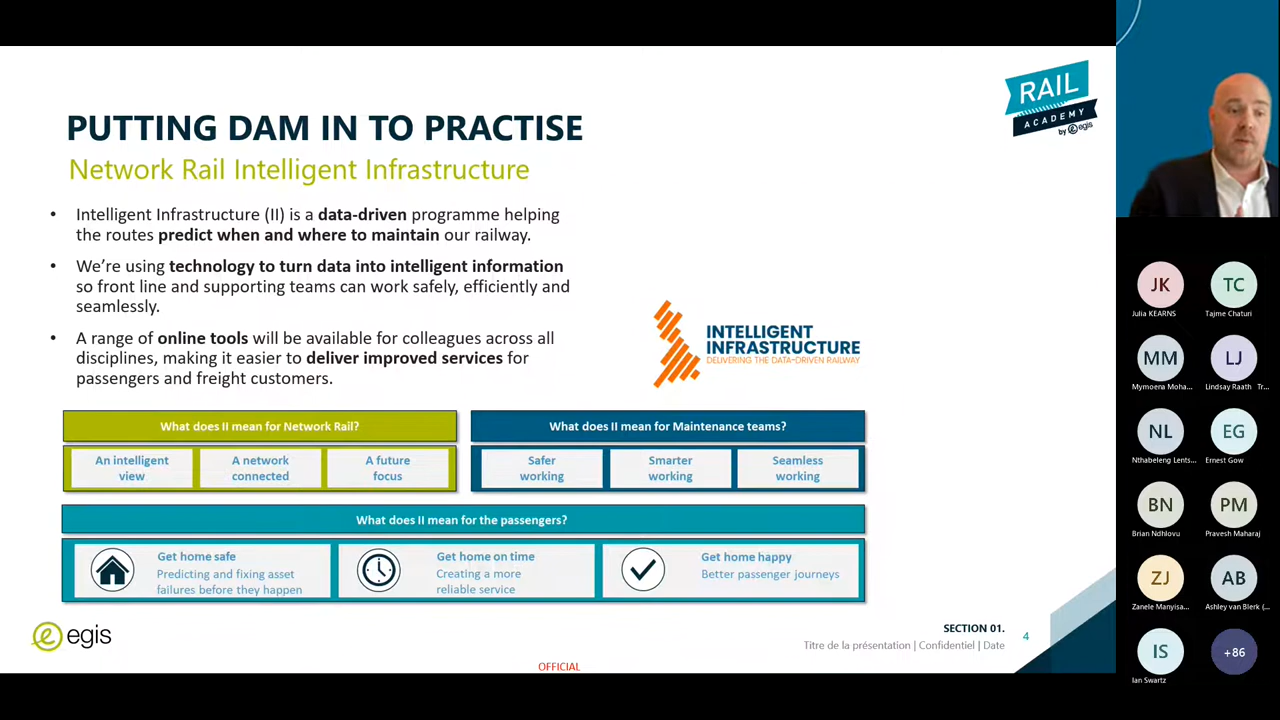 PUTTING DAM IN TO PRACTISE
Network Rail Intelligent Infrastructure
• Intelligent Infrastructure (II) is a data-driven programme helping
the routes predict when and where to maintain our railway.
• We're using technology to turn data into intelligent information
so front line and supporting teams can work safely, efficiently and
seamlessly.
• A range of online tools will be available for colleagues across all
disciplines, making it easier to deliver improved services for
passengers and freight customers.
RAIL
ACADEMY
by egis
INTELLIGENT
INFRASTRUCTURE
DELIVERING THE DATA-DRIVEN RAILWAY
What does II mean for Network Rail?
An intelligent
view
A network
connected
A future
focus
What does II mean for Maintenance teams?
Safer
working
Smarter
working
Seamless
working
What does II mean for the passengers?
Get home safe
Predicting and fixing asset
failures before they happen
Get home on time
Creating a more
reliable service
Get home happy
Better passenger journeys
egis
SECTION 01.
Titre de la présentation | Confidentiel | Date
4
OFFICIAL
JK
Julia KEARNS
TC
Tajme Chaturi
MM
Mymoena Moha...
LJ
Lindsay Raath Tr...
NL
Nthabeleng Lents...
EG
Ernest Gow
BN
Brian Ndhlovu
PM
Pravesh Maharaj
ZJ
Zanele Manyisa...
AB
Ashley van Blerk (...
IS
Ian Swartz
+86